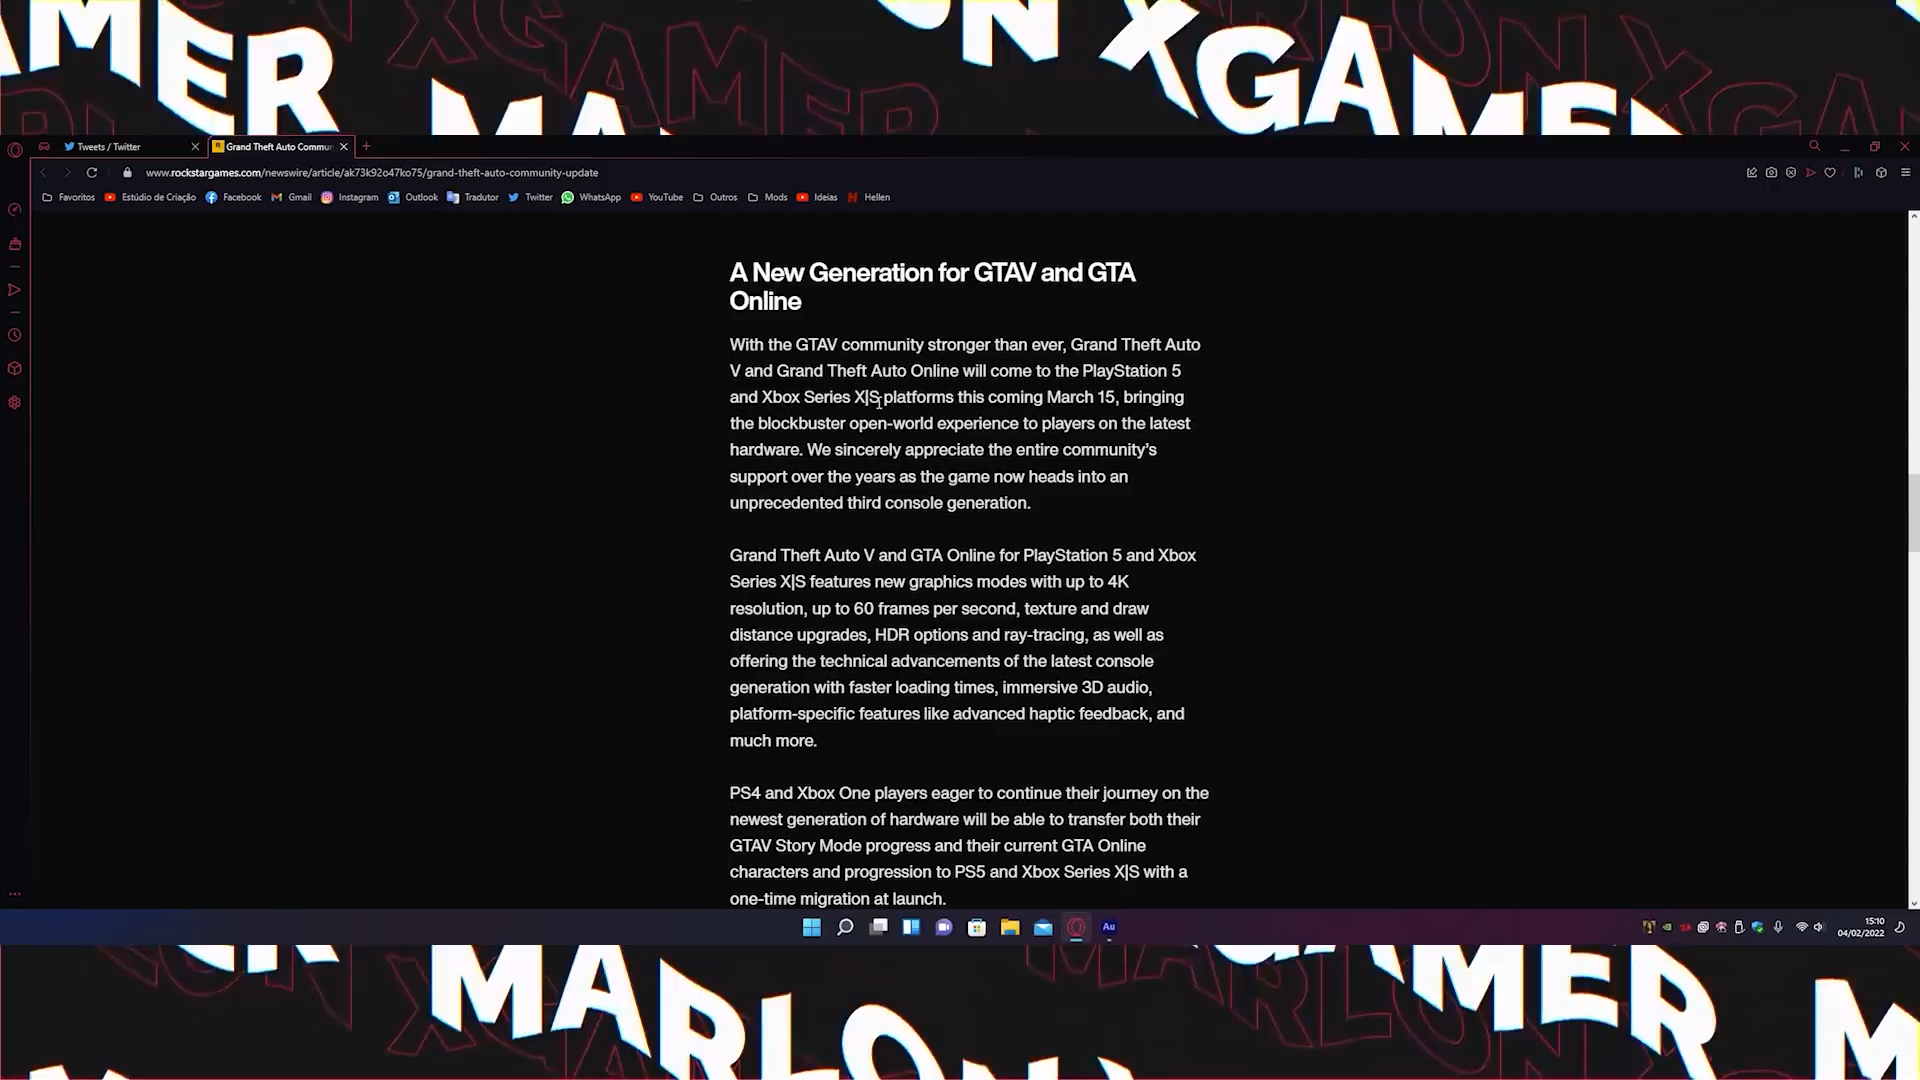 MER
MA
ON XGAMER
Tweets / Twitter
Grand Theft Auto Commun
www.rockstargames.com/newswire/article/ak73k92o47ko75/grand-theft-auto-community-update
Favoritos Estúdio de Criação Facebook Gmail Instagram Outlook Tradutor Twitter WhatsApp YouTube Outros Mods Ideias Hellen
A New Generation for GTAV and GTA
Online
With the GTAV community stronger than ever, Grand Theft Auto
V and Grand Theft Auto Online will come to the PlayStation 5
and Xbox Series X|S platforms this coming March 15, bringing
the blockbuster open-world experience to players on the latest
hardware. We sincerely appreciate the entire community’s
support over the years as the game now heads into an
unprecedented third console generation.
Grand Theft Auto V and GTA Online for PlayStation 5 and Xbox
Series X|S features new graphics modes with up to 4K
resolution, up to 60 frames per second, texture and draw
distance upgrades, HDR options and ray-tracing, as well as
offering the technical advancements of the latest console
generation with faster loading times, immersive 3D audio,
platform-specific features like advanced haptic feedback, and
much more.
PS4 and Xbox One players eager to continue their journey on the
newest generation of hardware will be able to transfer both their
GTAV Story Mode progress and their current GTA Online
characters and progression to PS5 and Xbox Series X|S with a
one-time migration at launch.
Au
15:10
04/02/2022
MARLO
GAMER
M